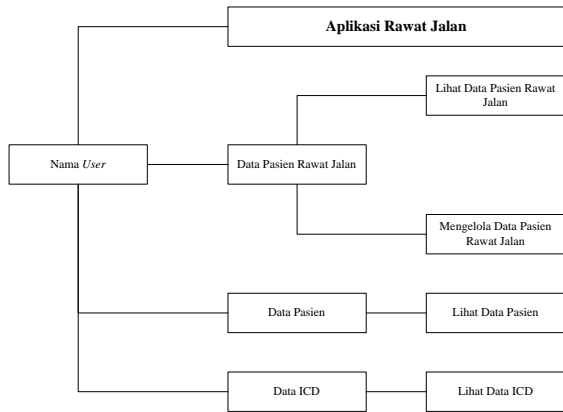 Aplikasi Rawat Jalan
Lihat Data Pasien Rawat
Jalan
Nama User
Data Pasien Rawat Jalan
Mengelola Data Pasien
Rawat Jalan
Data Pasien
Lihat Data Pasien
Data ICD
Lihat Data ICD